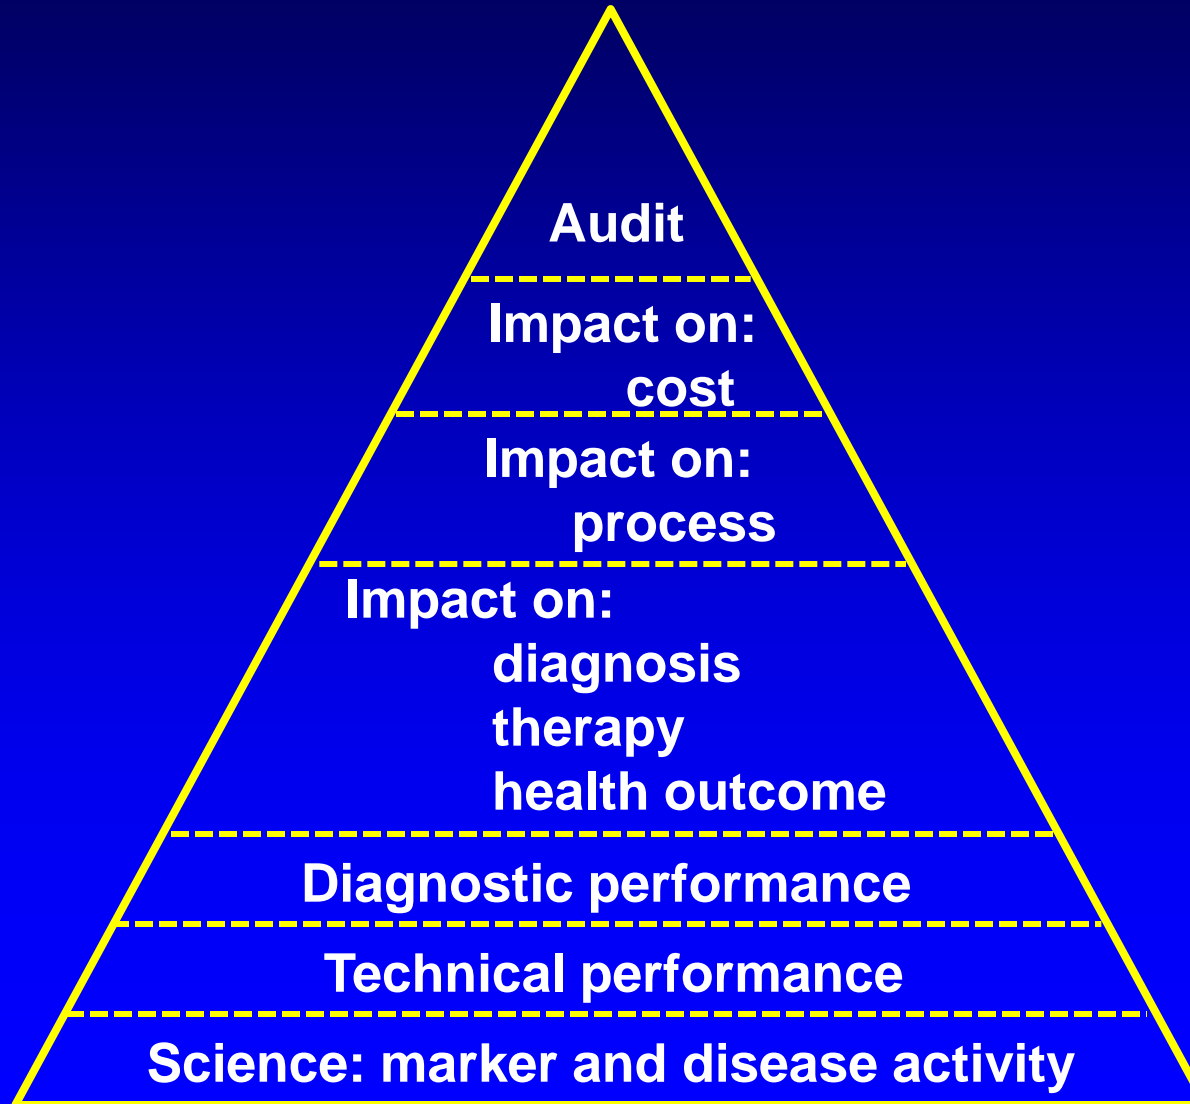 Audit
Impact on:
cost
Impact on:
process
Impact on:
diagnosis
therapy
health outcome
Diagnostic performance
Technical performance
Science: marker and disease activity